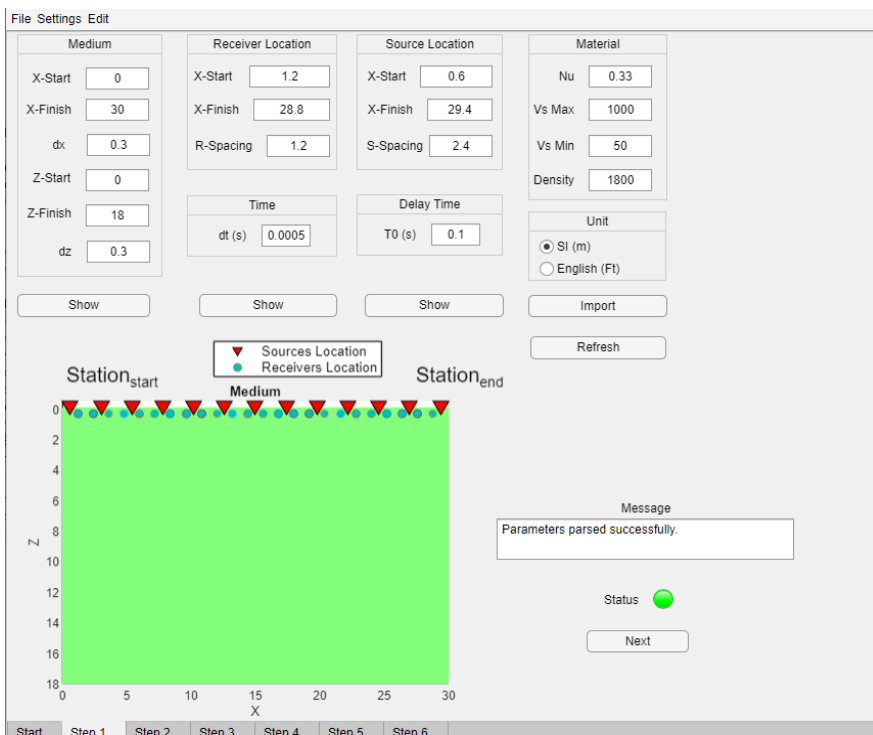 File Settings Edit
Medium
X-Start 0
X-Finish 30
dx 0.3
Z-Start 0
Z-Finish 18
dz 0.3
Show
Receiver Location
X-Start 1.2
X-Finish 28.8
R-Spacing 1.2
Time
dt (s) 0.0005
Show
Source Location
X-Start 0.6
X-Finish 29.4
S-Spacing 2.4
Delay Time
T0 (s) 0.1
Show
Material
Nu 0.33
Vs Max 1000
Vs Min 50
Density 1800
Unit
SI (m)
English (Ft)
Import
Refresh
Sources Location
Receivers Location
Station start
Station end
Medium
0
2
4
6
8
10
12
14
16
18
Z
0 5 10 15 20 25 30
X
Message
Parameters parsed successfully.
Status
Next
Start Step 1 Step 2 Step 3 Step 4 Step 5 Step 6